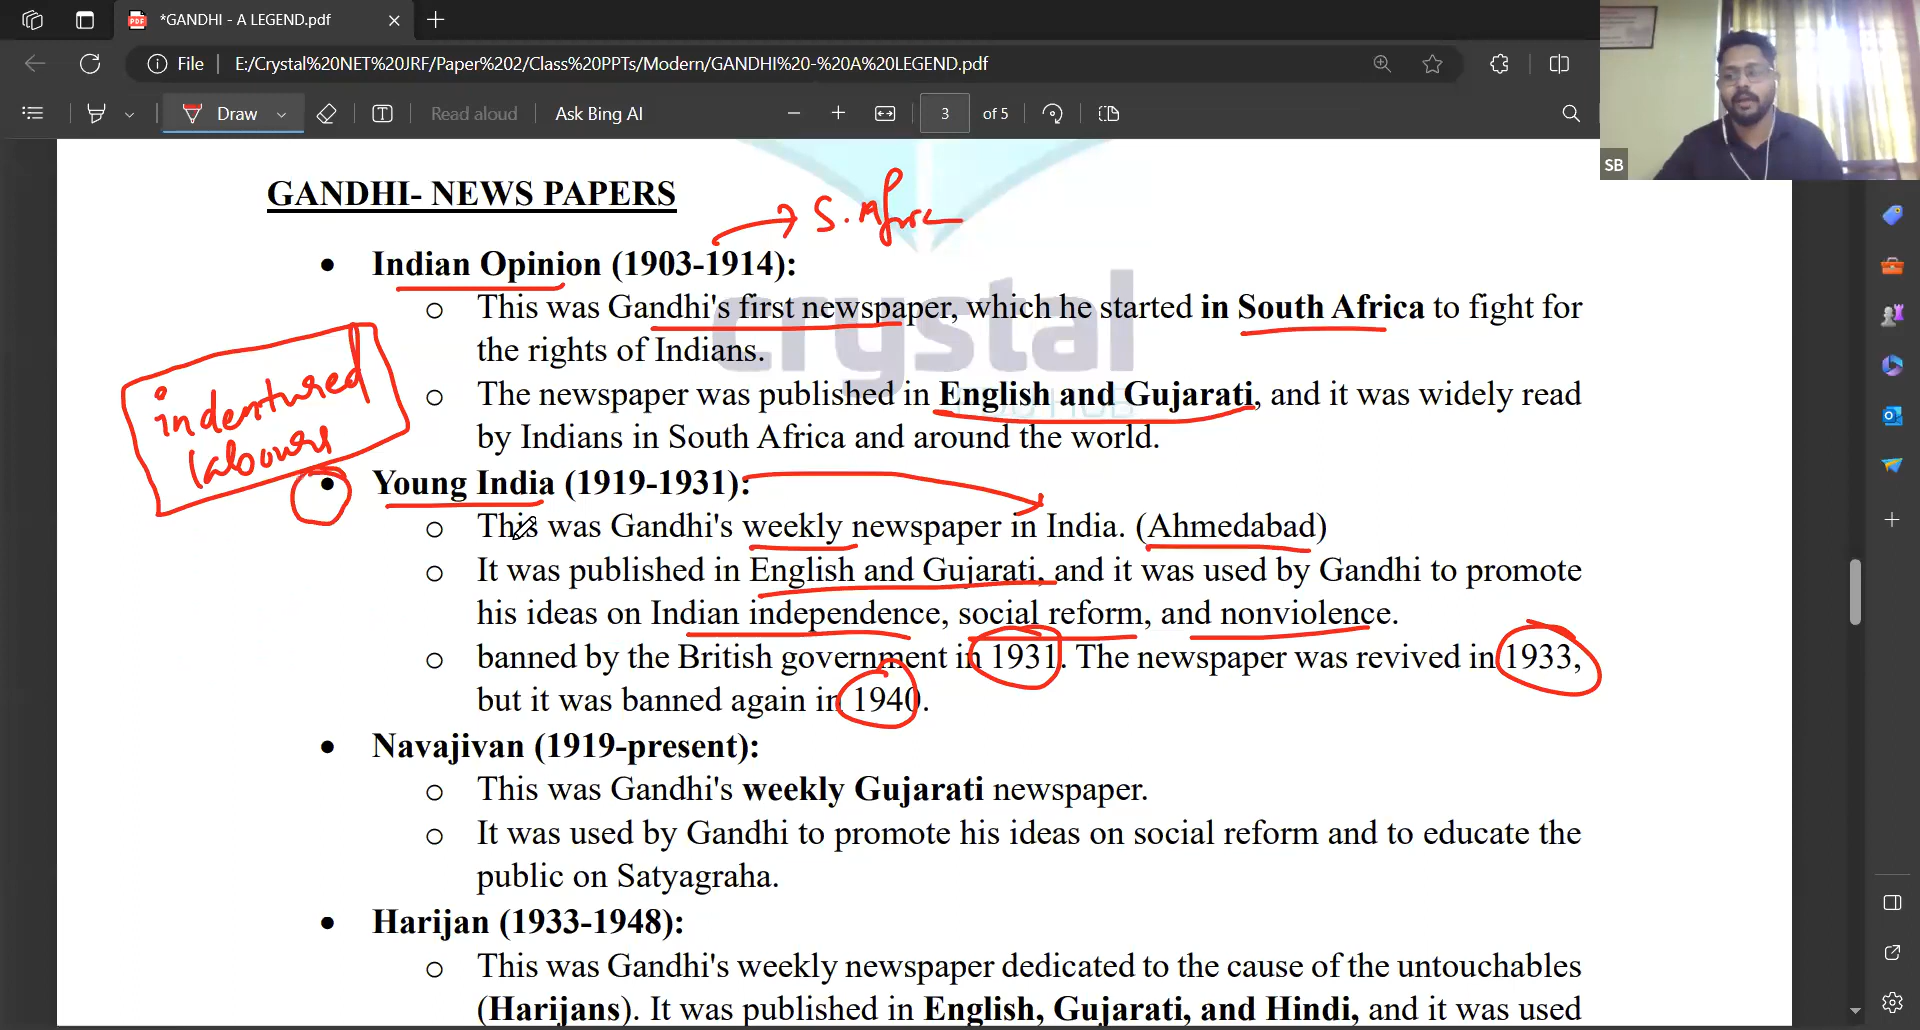 *GANDHI - A LEGEND.pdf
File
E:/Crystal%20NET%20JRF/Paper%202/Class%20PPTs/Modern/GANDHI%20-%20A%20LEGEND.pdf
Draw
Read aloud
Ask Bing AI
3 of 5
SB
GANDHI- NEWS PAPERS
• Indian Opinion (1903-1914):
○ This was Gandhi's first newspaper, which he started in South Africa to fight for
the rights of Indians.
○ The newspaper was published in English and Gujarati, and it was widely read
by Indians in South Africa and around the world.
indentured
labours
• Young India (1919-1931):
○ This was Gandhi's weekly newspaper in India. (Ahmedabad)
○ It was published in English and Gujarati, and it was used by Gandhi to promote
his ideas on Indian independence, social reform, and nonviolence.
○ banned by the British government in 1931. The newspaper was revived in 1933,
but it was banned again in 1940.
• Navajivan (1919-present):
○ This was Gandhi's weekly Gujarati newspaper.
○ It was used by Gandhi to promote his ideas on social reform and to educate the
public on Satyagraha.
• Harijan (1933-1948):
○ This was Gandhi's weekly newspaper dedicated to the cause of the untouchables
(Harijans). It was published in English, Gujarati, and Hindi, and it was used
crystal